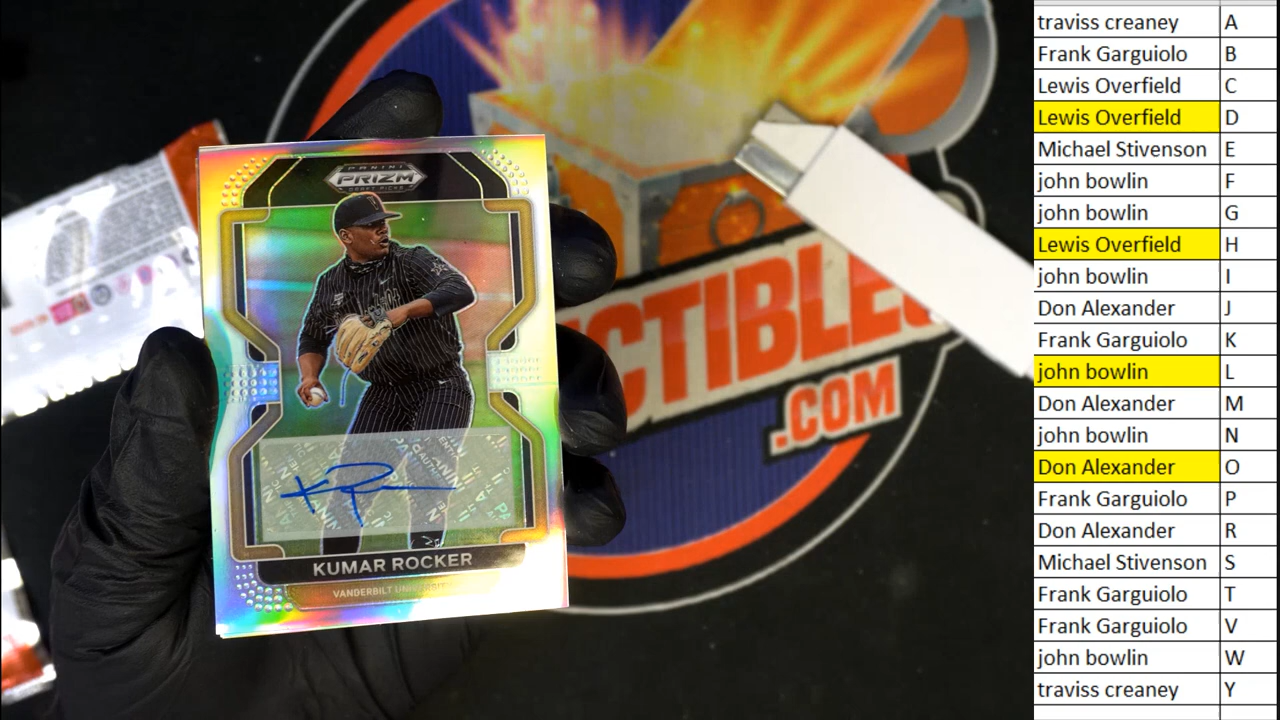 PANINI
PRIZM
DRAFT PICKS
KUMAR ROCKER
VANDERBILT UNIVERSITY
CTIBLES
.COM
traviss creaney A
Frank Garguiolo B
Lewis Overfield C
Lewis Overfield D
Michael Stivenson E
john bowlin F
john bowlin G
Lewis Overfield H
john bowlin I
Don Alexander J
Frank Garguiolo K
john bowlin L
Don Alexander M
john bowlin N
Don Alexander O
Frank Garguiolo P
Don Alexander R
Michael Stivenson S
Frank Garguiolo T
Frank Garguiolo V
john bowlin W
traviss creaney Y